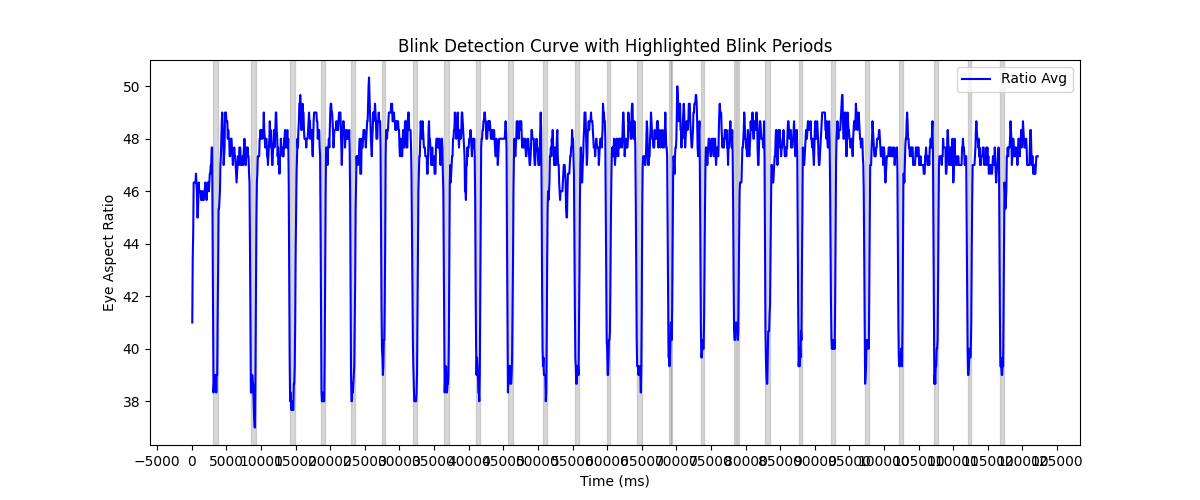 Blink Detection Curve with Highlighted Blink Periods
Ratio Avg
50
48
46
44
42
40
38
Eye Aspect Ratio
−5000 0 5000 10000 15000 20000 25000 30000 35000 40000 45000 50000 55000 60000 65000 70000 75000 80000 85000 90000 95000 100000 105000 110000 115000 120000 125000
Time (ms)